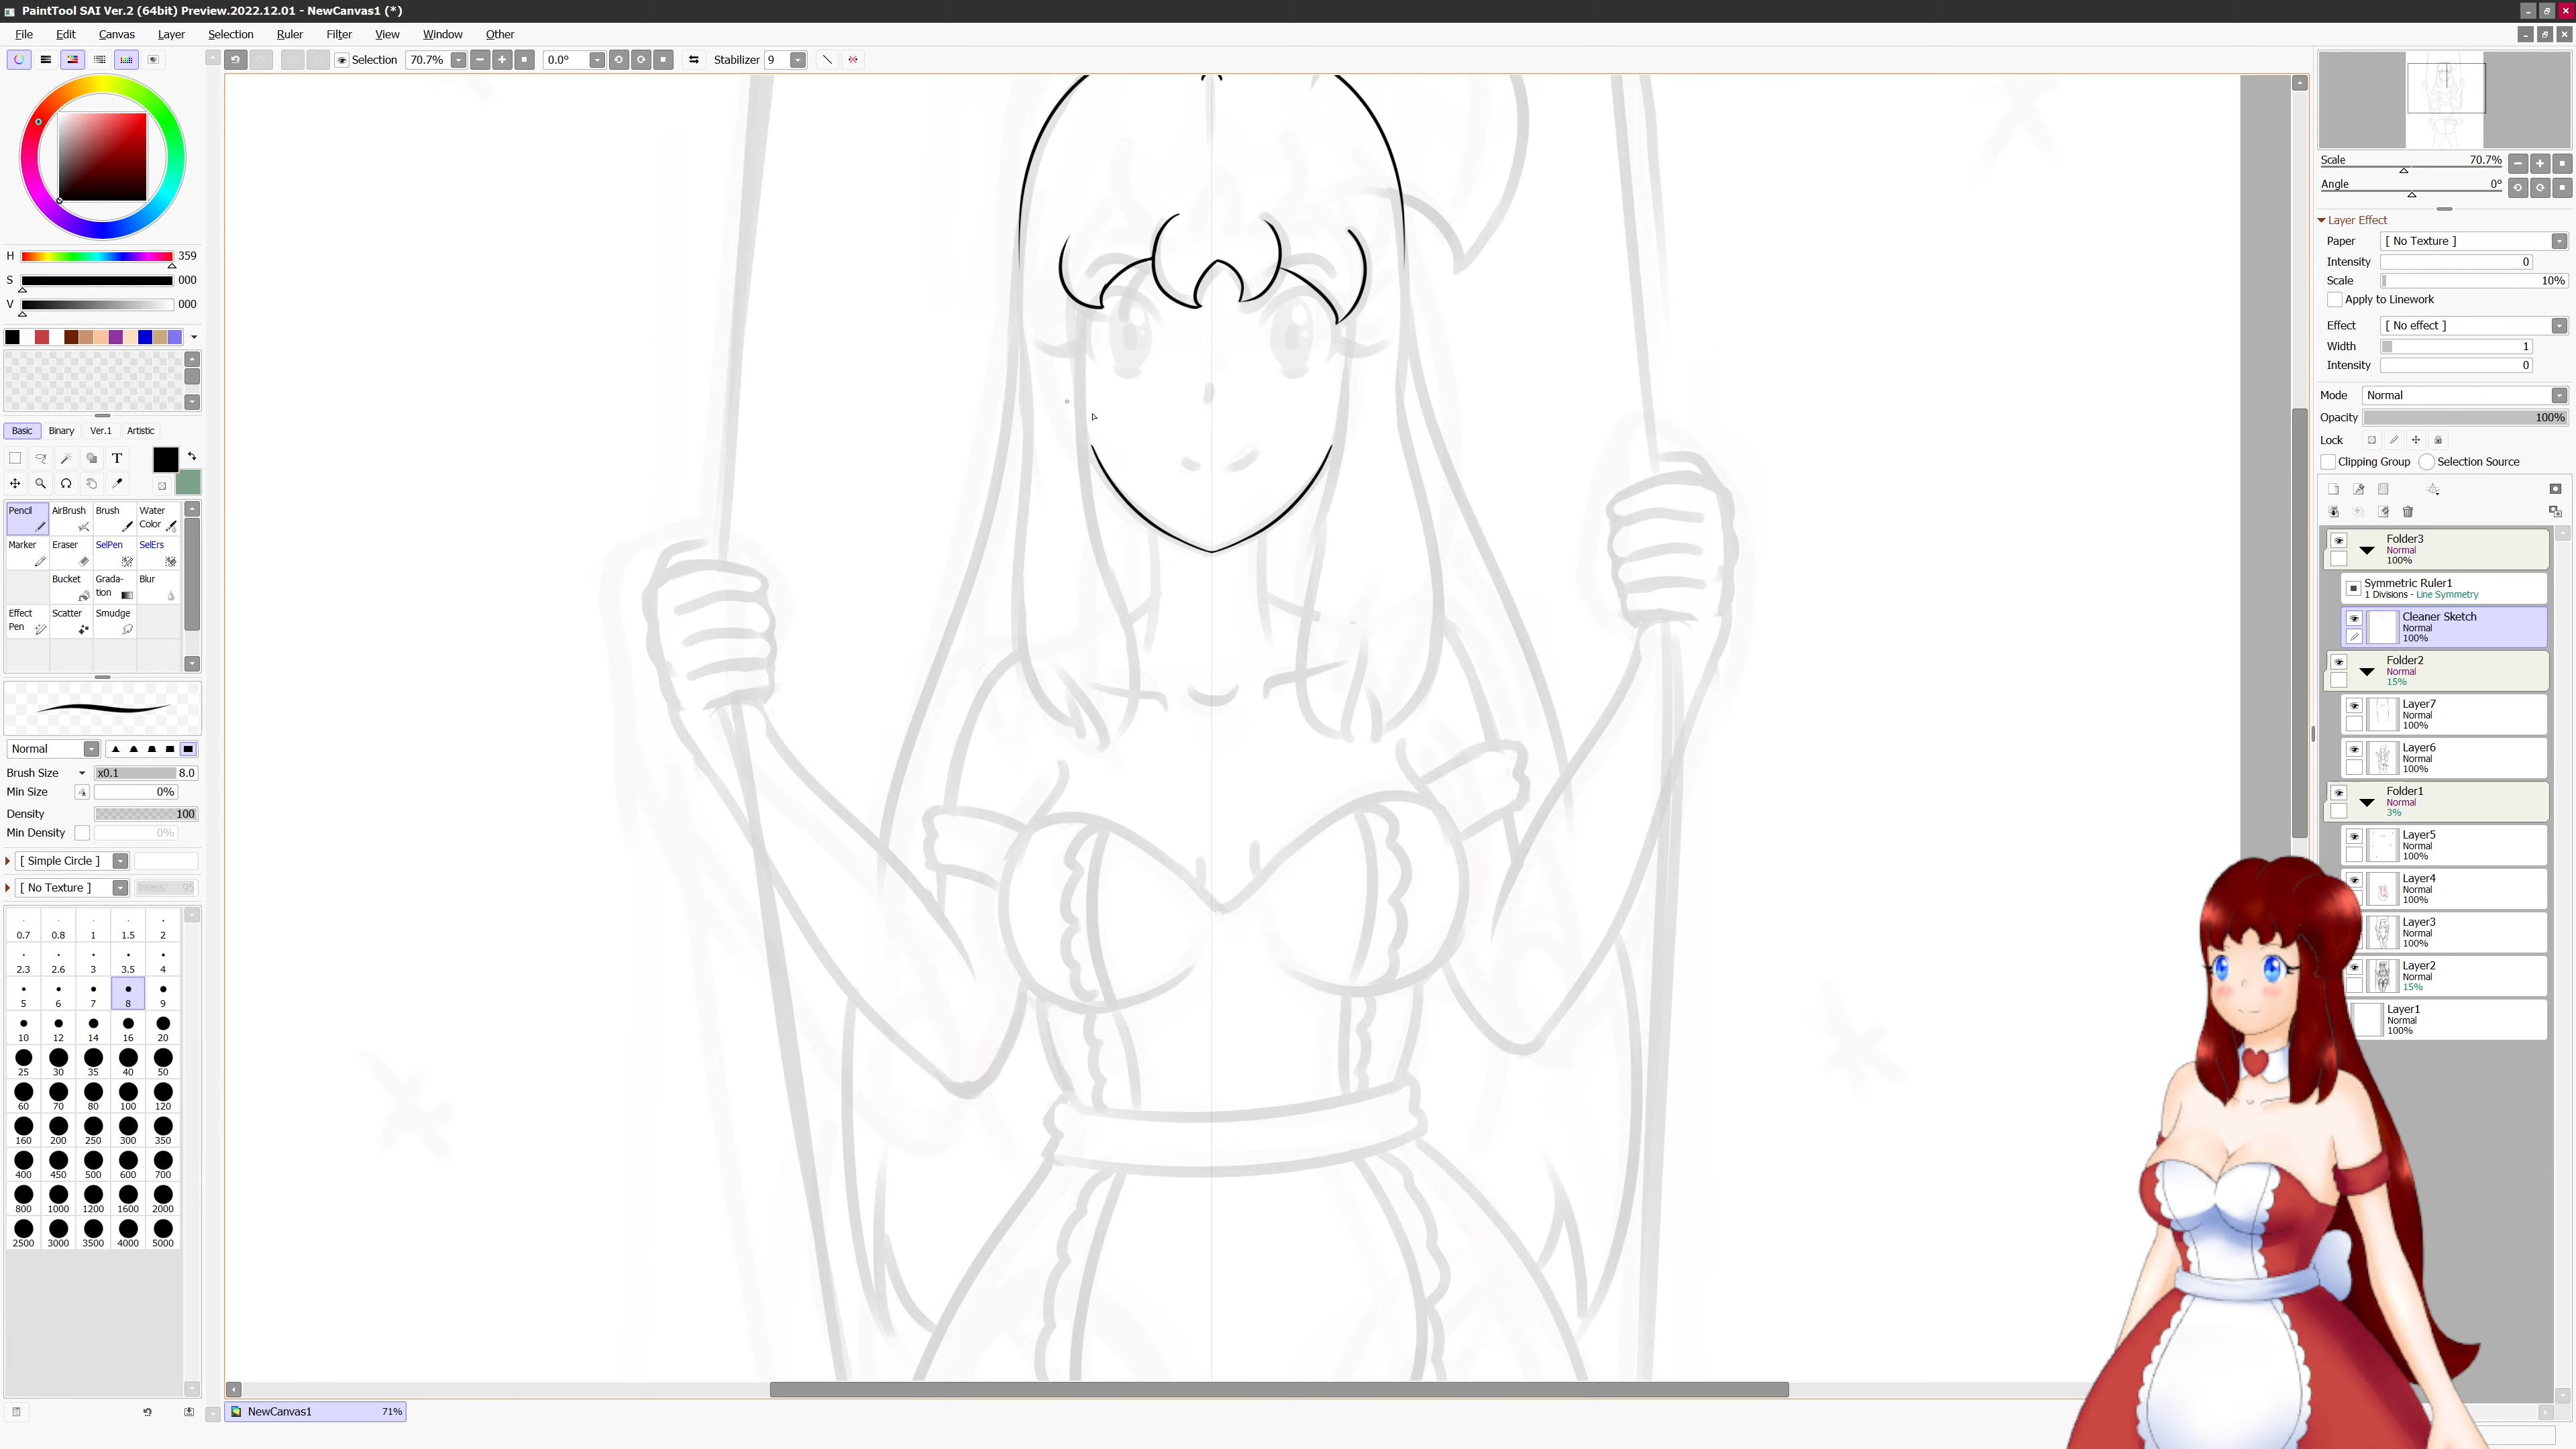 PaintTool SAI Ver.2 (64bit) Preview.2022.12.01 - NewCanvas1 (*)
File Edit Canvas Layer Selection Ruler Filter View Window Other
Selection 70.7% 0.0° Stabilizer 9
H 359
S 000
V 000
Basic Binary Ver.1 Artistic
T
Pencil AirBrush Brush Water Color
Marker Eraser SelPen SelErs
Bucket Grada-tion Blur
Effect Pen Scatter Smudge
Normal
Brush Size x0.1 8.0
Min Size 0%
Density 100
Min Density 0%
[ Simple Circle ]
[ No Texture ] Intens. 95
0.7 0.8 1 1.5 2
2.3 2.6 3 3.5 4
5 6 7 8 9
10 12 14 16 20
25 30 35 40 50
60 70 80 100 120
160 200 250 300 350
400 450 500 600 700
800 1000 1200 1600 2000
2500 3000 3500 4000 5000
NewCanvas1 71%
Scale 70.7%
Angle 0°
Layer Effect
Paper [ No Texture ]
Intensity 0
Scale 10%
Apply to Linework
Effect [ No effect ]
Width 1
Intensity 0
Mode Normal
Opacity 100%
Lock
Clipping Group Selection Source
Folder3
Normal
100%
Symmetric Ruler1
1 Divisions - Line Symmetry
Cleaner Sketch
Normal
100%
Folder2
Normal
15%
Layer7
Normal
100%
Layer6
Normal
100%
Folder1
Normal
3%
Layer5
Normal
100%
Layer4
Normal
100%
Layer3
Normal
100%
Layer2
Normal
15%
Layer1
Normal
100%